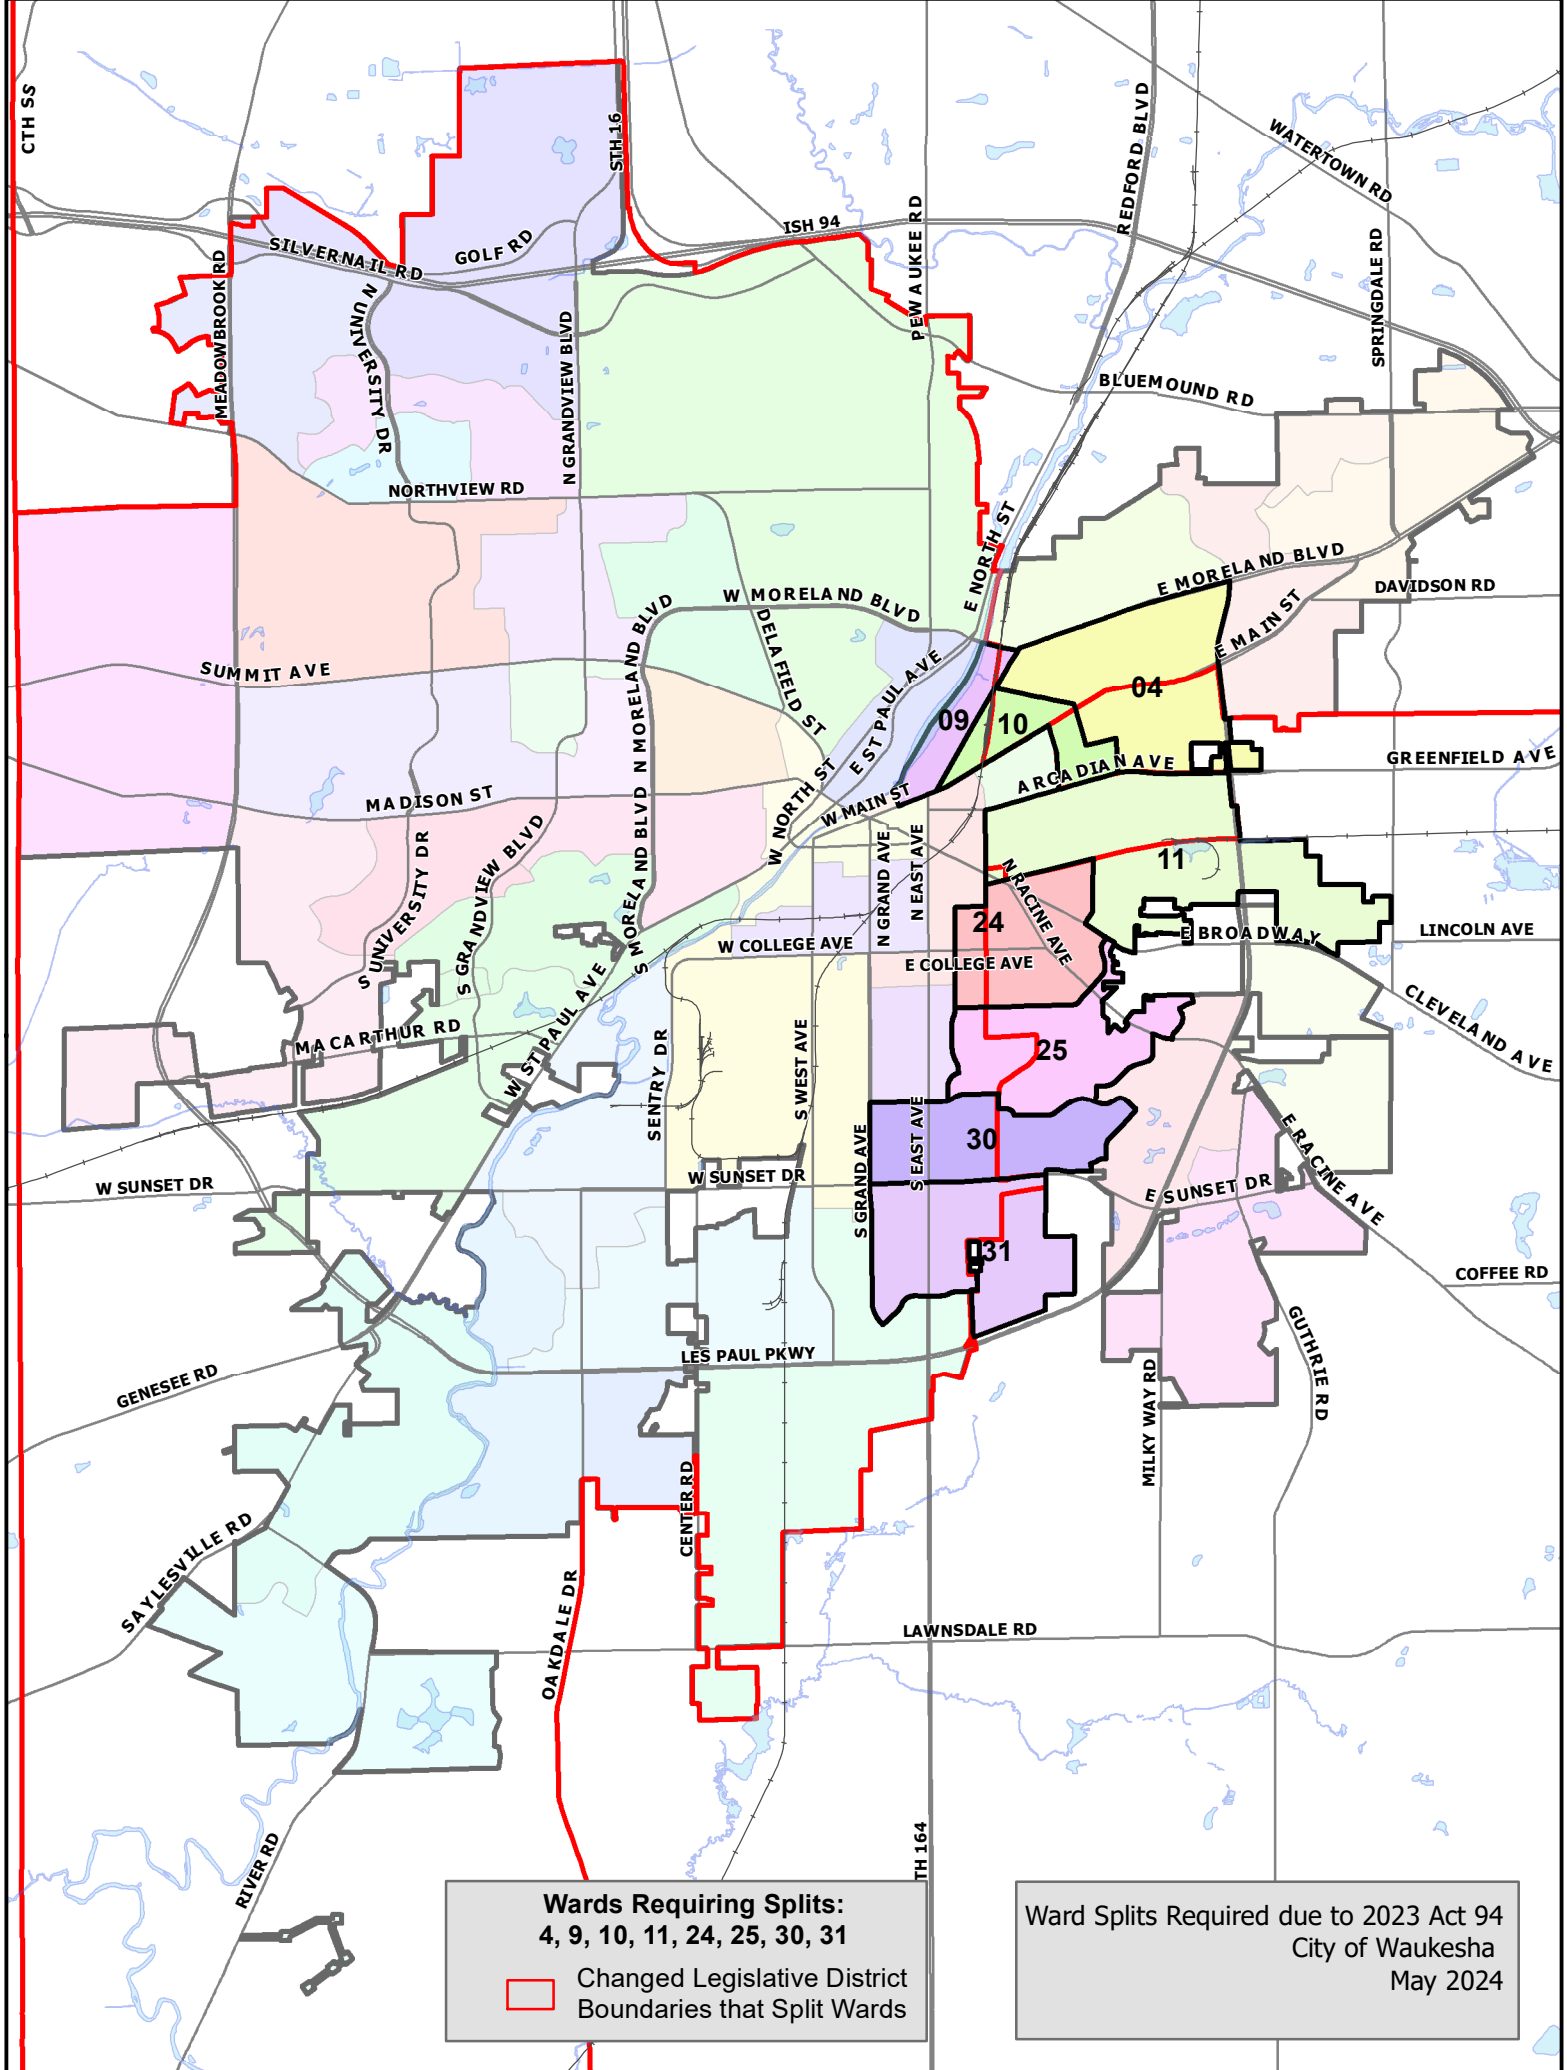 CTH SS
STH 16
REDFORD BLVD
WATERTOWN RD
ISH 94
PEWAUKEE RD
SILVERNAIL RD
GOLF RD
SPRINGDALE RD
MEADOWBROOK RD
N UNIVERSITY DR
N GRANDVIEW BLVD
BLUEMOUND RD
NORTHVIEW RD
E NORTH ST
E MORELAND BLVD
DAVIDSON RD
W MORELAND BLVD
E MAIN ST
DELAFIELD ST
N MORELAND BLVD
SUMMIT AVE
E ST PAUL AVE
04
09
10
ARCADIAN AVE
GREENFIELD AVE
MADISON ST
W NORTH ST
W MAIN ST
S UNIVERSITY DR
S GRANDVIEW BLVD
S MORELAND BLVD
N GRAND AVE
N EAST AVE
N RACINE AVE
11
24
E BROADWAY
LINCOLN AVE
W COLLEGE AVE
E COLLEGE AVE
CLEVELAND AVE
MACARTHUR RD
W ST PAUL AVE
SENTRY DR
S WEST AVE
25
S GRAND AVE
S EAST AVE
30
E RACINE AVE
W SUNSET DR
W SUNSET DR
E SUNSET DR
31
COFFEE RD
LES PAUL PKWY
GENESEE RD
GUTHRIE RD
MILKY WAY RD
CENTER RD
SAYLESVILLE RD
OAKDALE DR
LAWNSDALE RD
RIVER RD
TH 164
Wards Requiring Splits:
4, 9, 10, 11, 24, 25, 30, 31
Changed Legislative District
Boundaries that Split Wards
Ward Splits Required due to 2023 Act 94
City of Waukesha
May 2024